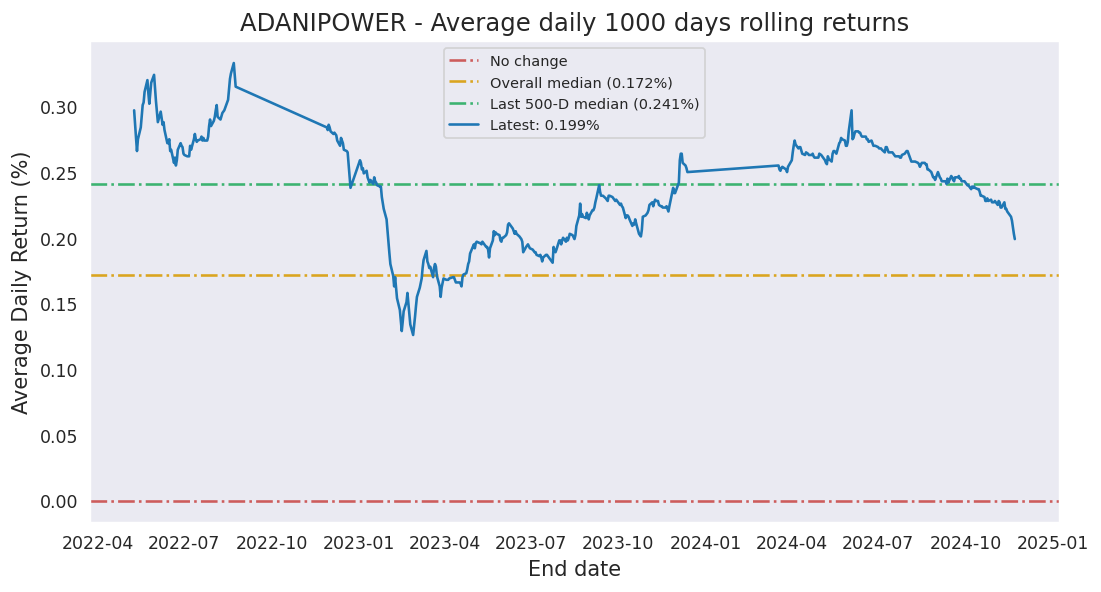 ADANIPOWER - Average daily 1000 days rolling returns
No change
Overall median (0.172%)
Last 500-D median (0.241%)
Latest: 0.199%
Average Daily Return (%)
0.30
0.25
0.20
0.15
0.10
0.05
0.00
2022-04 2022-07 2022-10 2023-01 2023-04 2023-07 2023-10 2024-01 2024-04 2024-07 2024-10 2025-01
End date